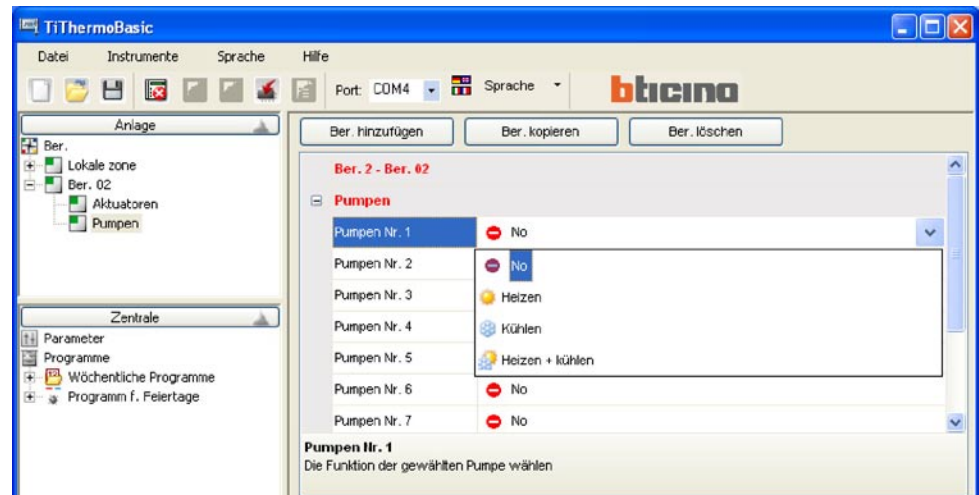 TiThermoBasic
Datei Instrumente Sprache Hilfe
Port: COM4 Sprache bticino
Anlage
Ber.
Lokale zone
Ber. 02
Aktuatoren
Pumpen
Zentrale
Parameter
Programme
Wöchentliche Programme
Programm f. Feiertage
Ber. hinzufügen Ber. kopieren Ber. löschen
Ber. 2 - Ber. 02
Pumpen
Pumpen Nr. 1 No
Pumpen Nr. 2 No
Pumpen Nr. 3 Heizen
Pumpen Nr. 4 Kühlen
Pumpen Nr. 5 Heizen + kühlen
Pumpen Nr. 6 No
Pumpen Nr. 7 No
Pumpen Nr. 1
Die Funktion der gewählten Pumpe wählen